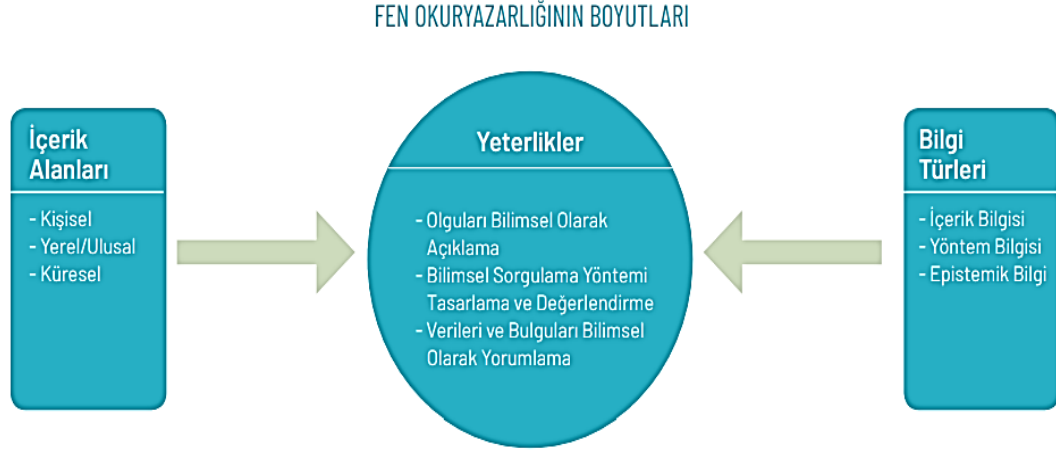 FEN OKURYAZARLIĞININ BOYUTLARI
İçerik
Alanları
- Kişisel
- Yerel/Ulusal
- Küresel
Yeterlikler
- Olguları Bilimsel Olarak
Açıklama
- Bilimsel Sorgulama Yöntemi
Tasarlama ve Değerlendirme
- Verileri ve Bulguları Bilimsel
Olarak Yorumlama
Bilgi
Türleri
- İçerik Bilgisi
- Yöntem Bilgisi
- Epistemik Bilgi